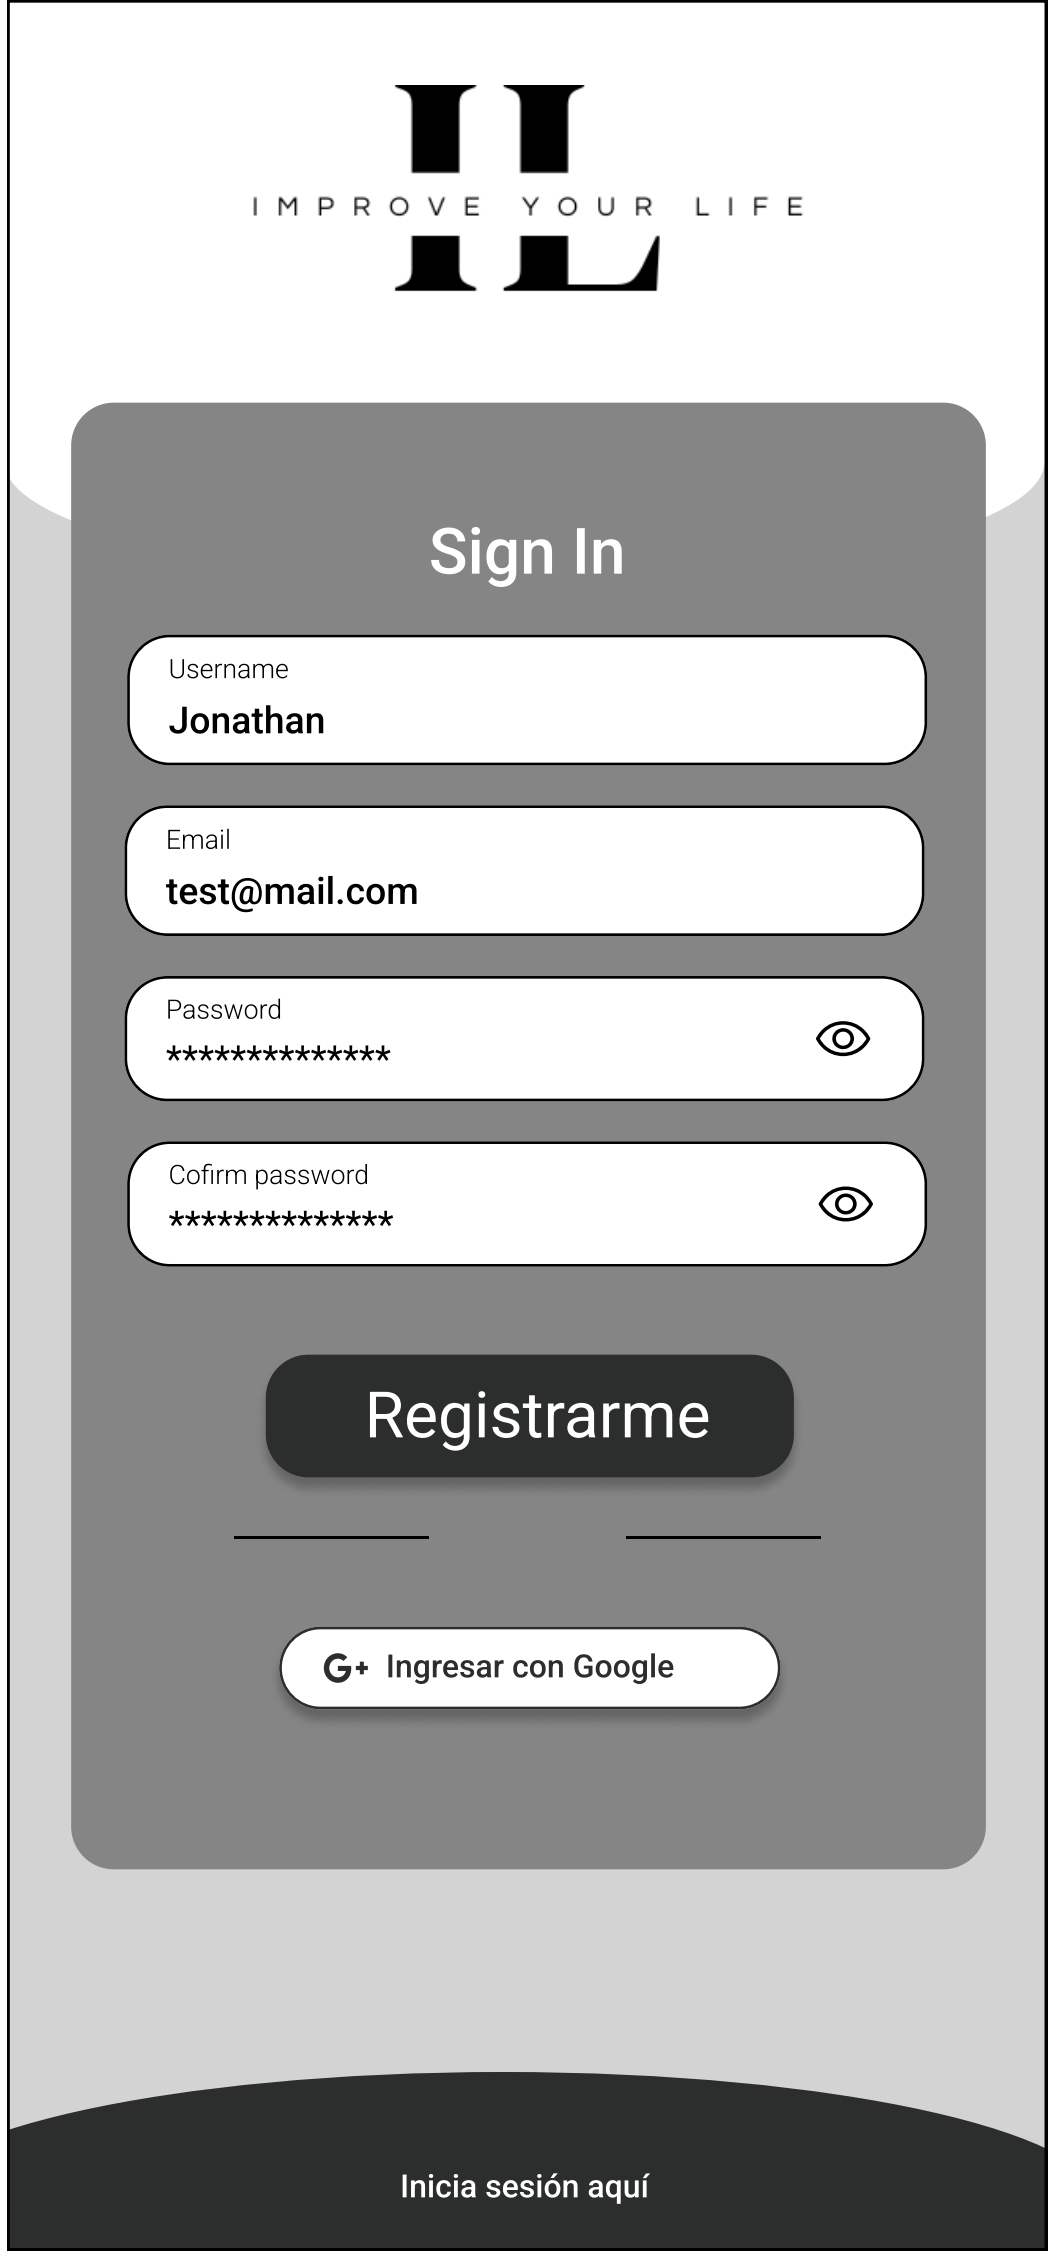 IL
IMPROVE YOUR LIFE
Sign In
Username
Jonathan
Email
test@mail.com
Password
**************
Cofirm password
**************
Registrarme
G+ Ingresar con Google
Inicia sesión aquí